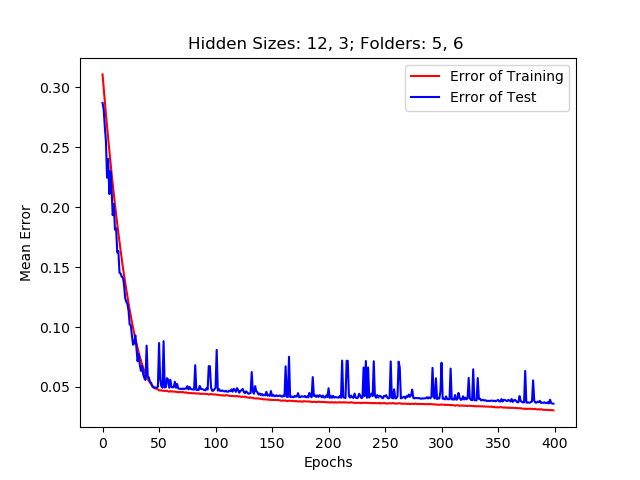 Hidden Sizes: 12, 3; Folders: 5, 6
Error of Training
Error of Test
Mean Error
0.30
0.25
0.20
0.15
0.10
0.05
0 50 100 150 200 250 300 350 400
Epochs